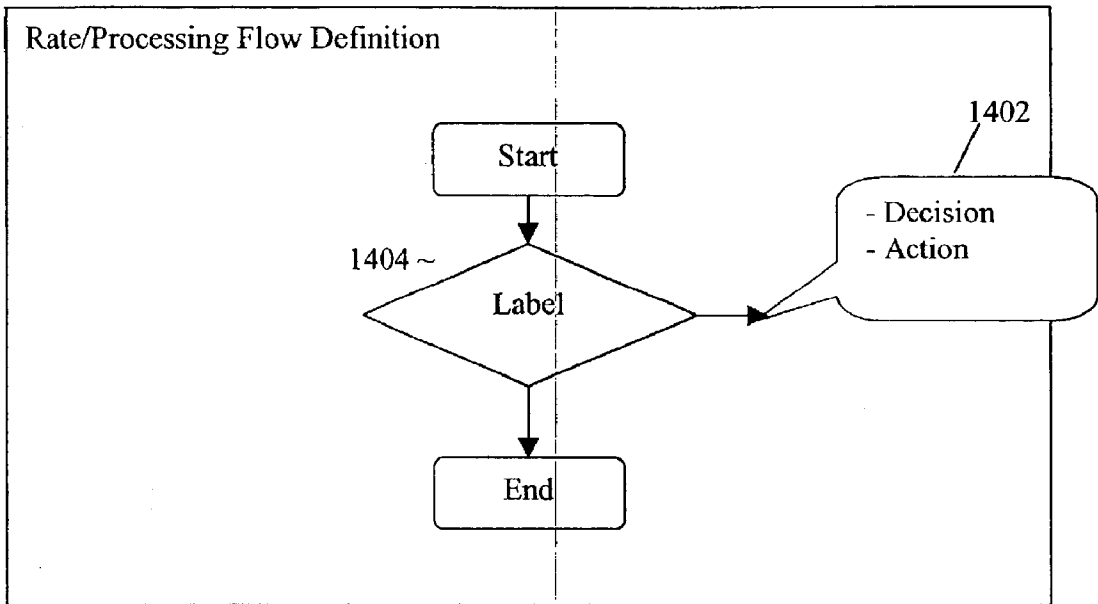 Rate/Processing Flow Definition
1402
Start
- Decision
- Action
1404 ~
Label
End